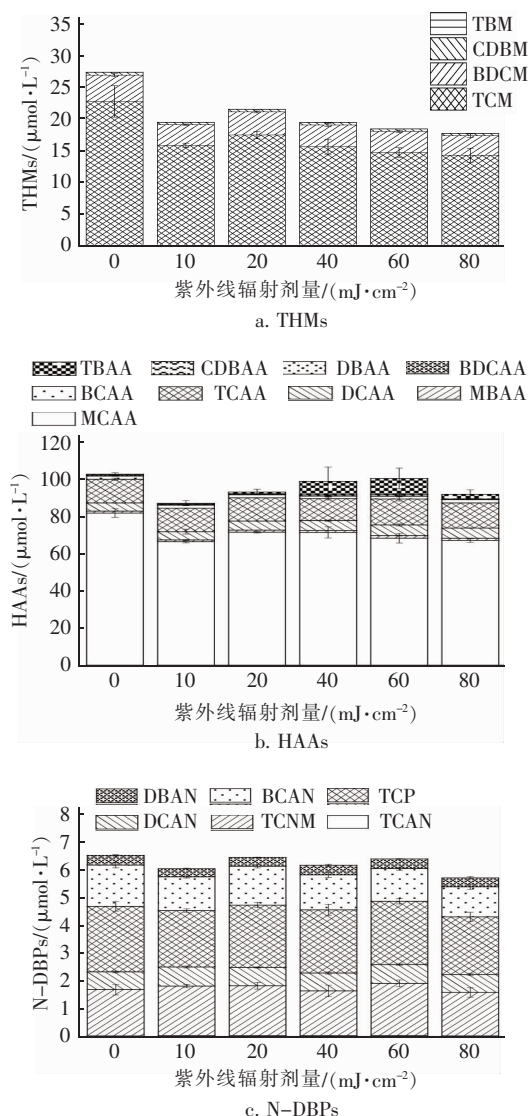 35
30
25
20
15
10
5
0
THMs/(μmol·L⁻¹)
TBM
CDBM
BDCM
TCM
0 10 20 40 60 80
紫外线辐射剂量/(mJ·cm⁻²)
a. THMs
TBAA CDBAA DBAA BDCAA
BCAA TCAA DCAA MBAA
MCAA
120
100
80
60
40
20
0
HAAs/(μmol·L⁻¹)
0 10 20 40 60 80
紫外线辐射剂量/(mJ·cm⁻²)
b. HAAs
DBAN BCAN TCP
DCAN TCNM TCAN
8
7
6
5
4
3
2
1
0
N-DBPs/(μmol·L⁻¹)
0 10 20 40 60 80
紫外线辐射剂量/(mJ·cm⁻²)
c. N-DBPs